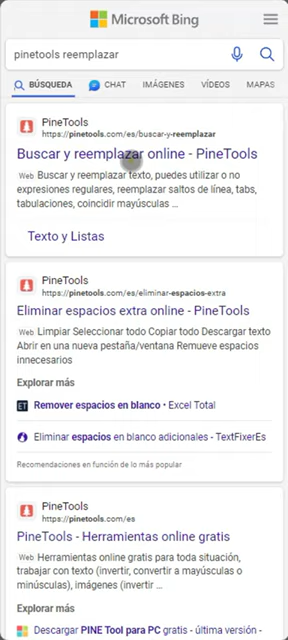 Microsoft Bing
pinetools reemplazar
BÚSQUEDA CHAT IMÁGENES VÍDEOS MAPAS
PineTools
https://pinetools.com/es/buscar-y-reemplazar
Buscar y reemplazar online - PineTools
Web Buscar y reemplazar texto, puedes utilizar o no
expresiones regulares, reemplazar saltos de línea, tabs,
tabulaciones, coincidir mayúsculas ...
Texto y Listas
PineTools
https://pinetools.com/es/eliminar-espacios-extra
Eliminar espacios extra online - PineTools
Web Limpiar Seleccionar todo Copiar todo Descargar texto
Abrir en una nueva pestaña/ventana Remueve espacios
innecesarios
Explorar más
ET Remover espacios en blanco • Excel Total
Eliminar espacios en blanco adicionales - TextFixerEs
Recomendaciones en función de lo más popular
PineTools
https://pinetools.com/es
PineTools - Herramientas online gratis
Web Herramientas online gratis para toda situación,
trabajar con texto (invertir, convertir a mayúsculas o
minúsculas), imágenes (invertir ...
Explorar más
Descargar PINE Tool para PC gratis - última versión -